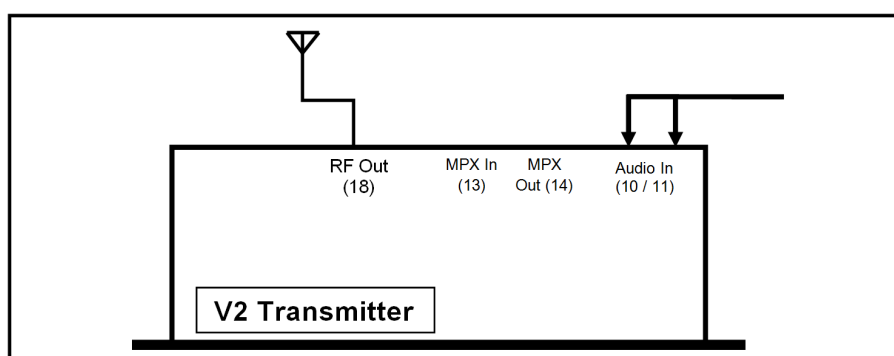 RF Out
(18)
MPX In
(13)
MPX
Out (14)
Audio In
(10 / 11)
V2 Transmitter